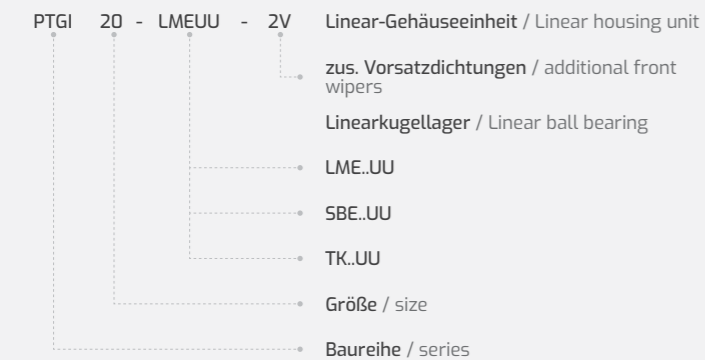 PTGI 20 - LMEUU - 2V Linear-Gehäuseeinheit / Linear housing unit
zus. Vorsatzdichtungen / additional front
wipers
Linearkugellager / Linear ball bearing
LME..UU
SBE..UU
TK..UU
Größe / size
Baureihe / series